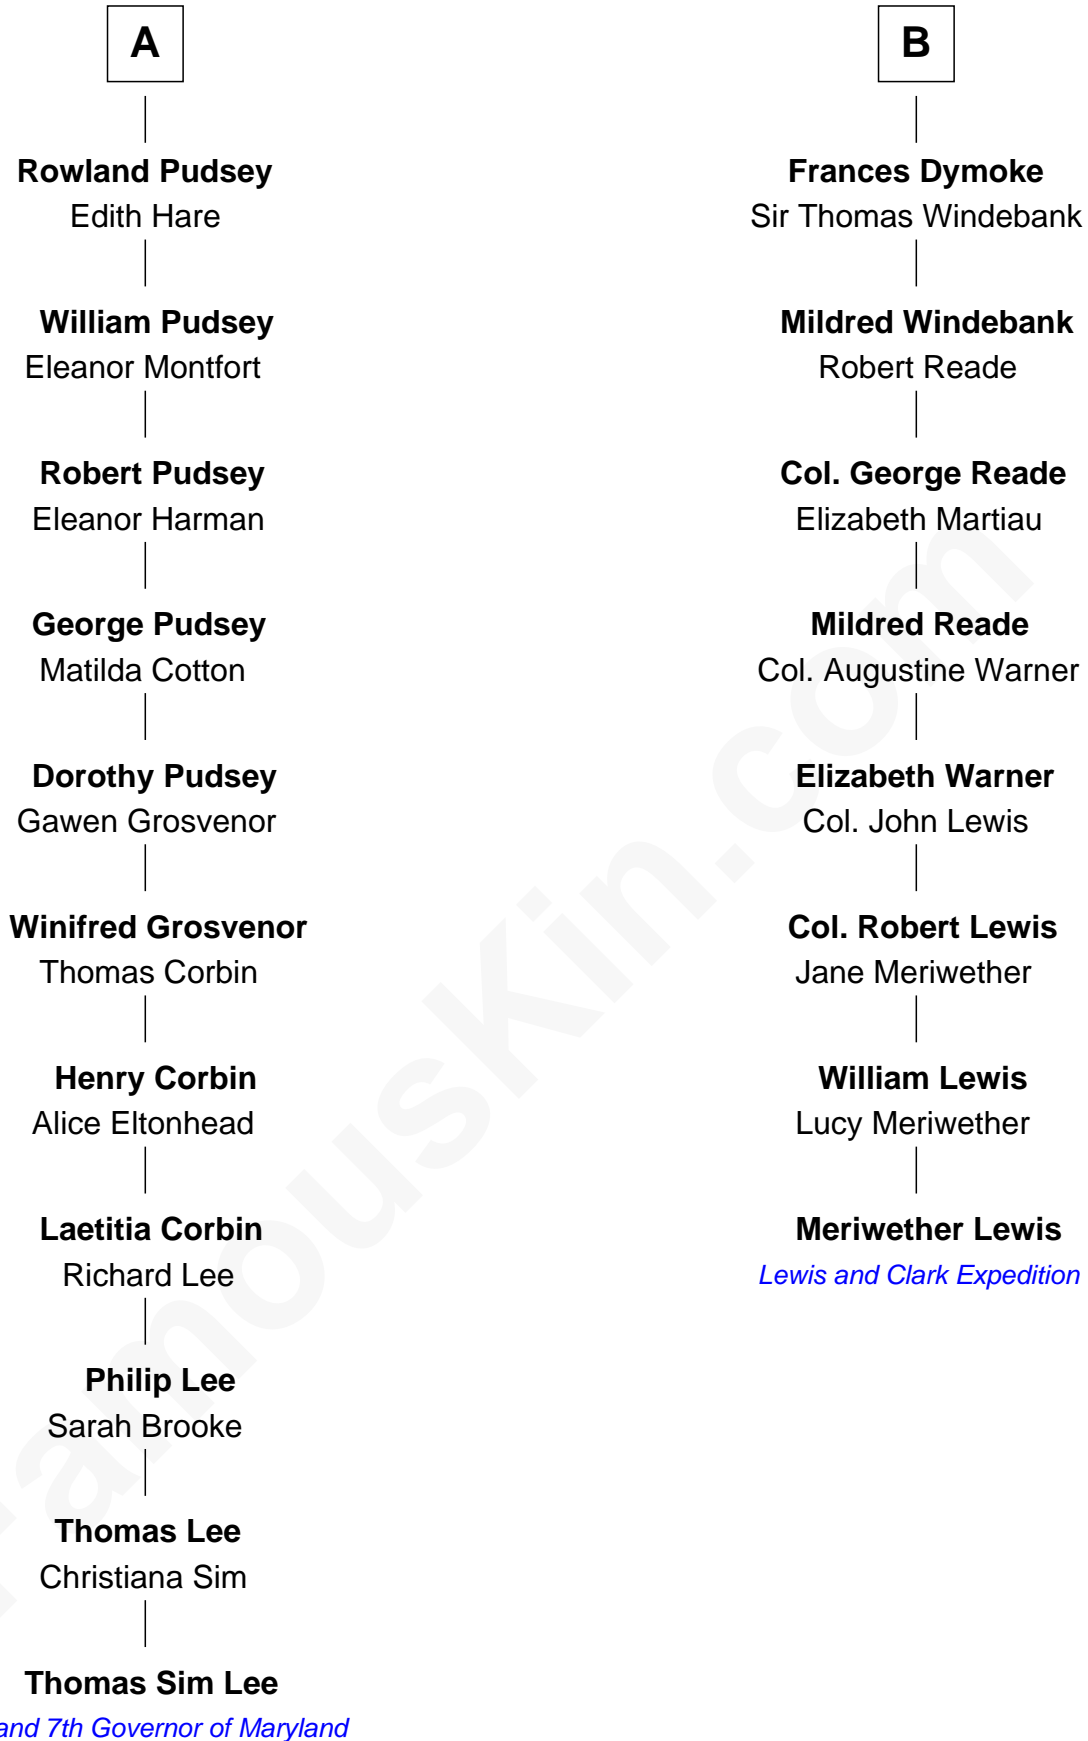 A
Rowland Pudsey
Edith Hare
William Pudsey
Eleanor Montfort
Robert Pudsey
Eleanor Harman
George Pudsey
Matilda Cotton
Dorothy Pudsey
Gawen Grosvenor
Winifred Grosvenor
Thomas Corbin
Henry Corbin
Alice Eltonhead
Laetitia Corbin
Richard Lee
Philip Lee
Sarah Brooke
Thomas Lee
Christiana Sim
Thomas Sim Lee
and 7th Governor of Maryland
B
Frances Dymoke
Sir Thomas Windebank
Mildred Windebank
Robert Reade
Col. George Reade
Elizabeth Martiau
Mildred Reade
Col. Augustine Warner
Elizabeth Warner
Col. John Lewis
Col. Robert Lewis
Jane Meriwether
William Lewis
Lucy Meriwether
Meriwether Lewis
Lewis and Clark Expedition
FamousKin.com